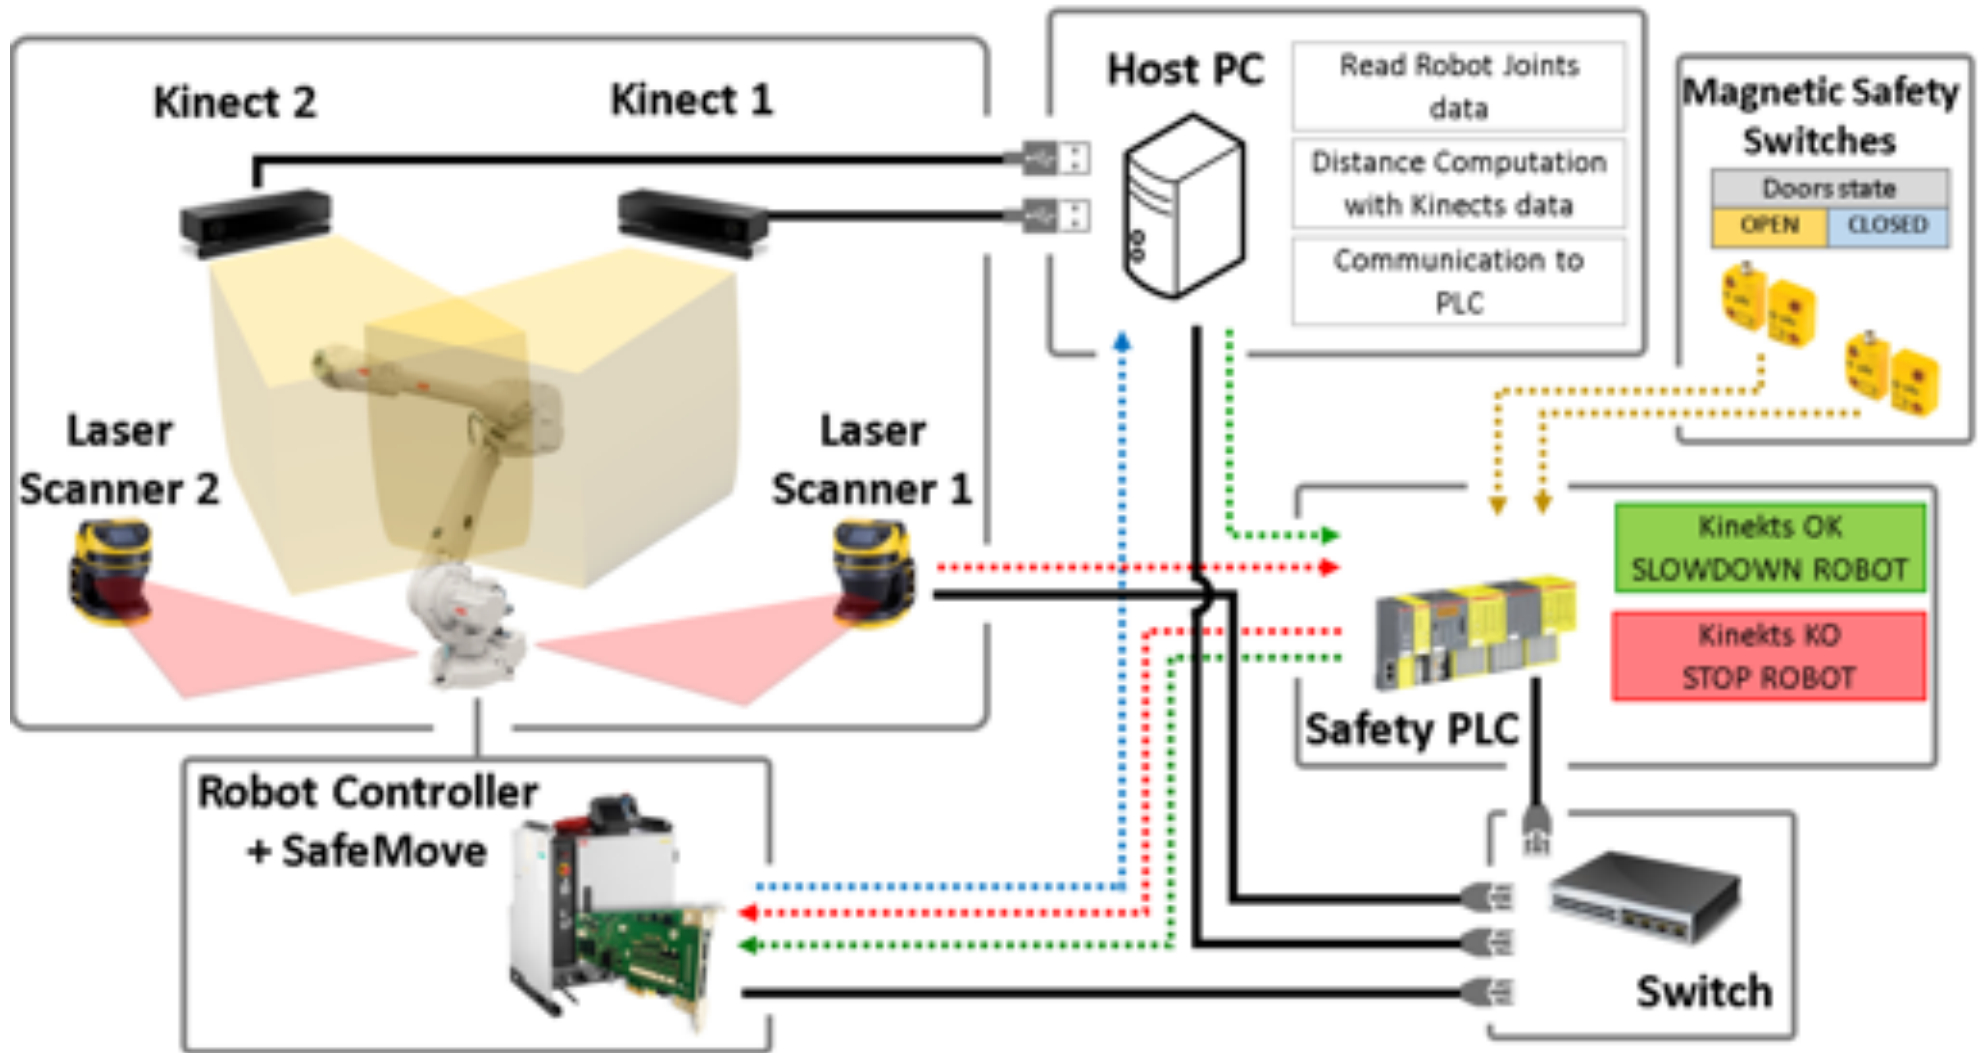 Kinect 2
Kinect 1
Host PC
Read Robot Joints
data
Distance Computation
with Kinects data
Communication to
PLC
Magnetic Safety
Switches
Doors state
OPEN
CLOSED
Laser
Scanner 2
Laser
Scanner 1
Kinekts OK
SLOWDOWN ROBOT
Kinekts KO
STOP ROBOT
Safety PLC
Robot Controller
+ SafeMove
Switch